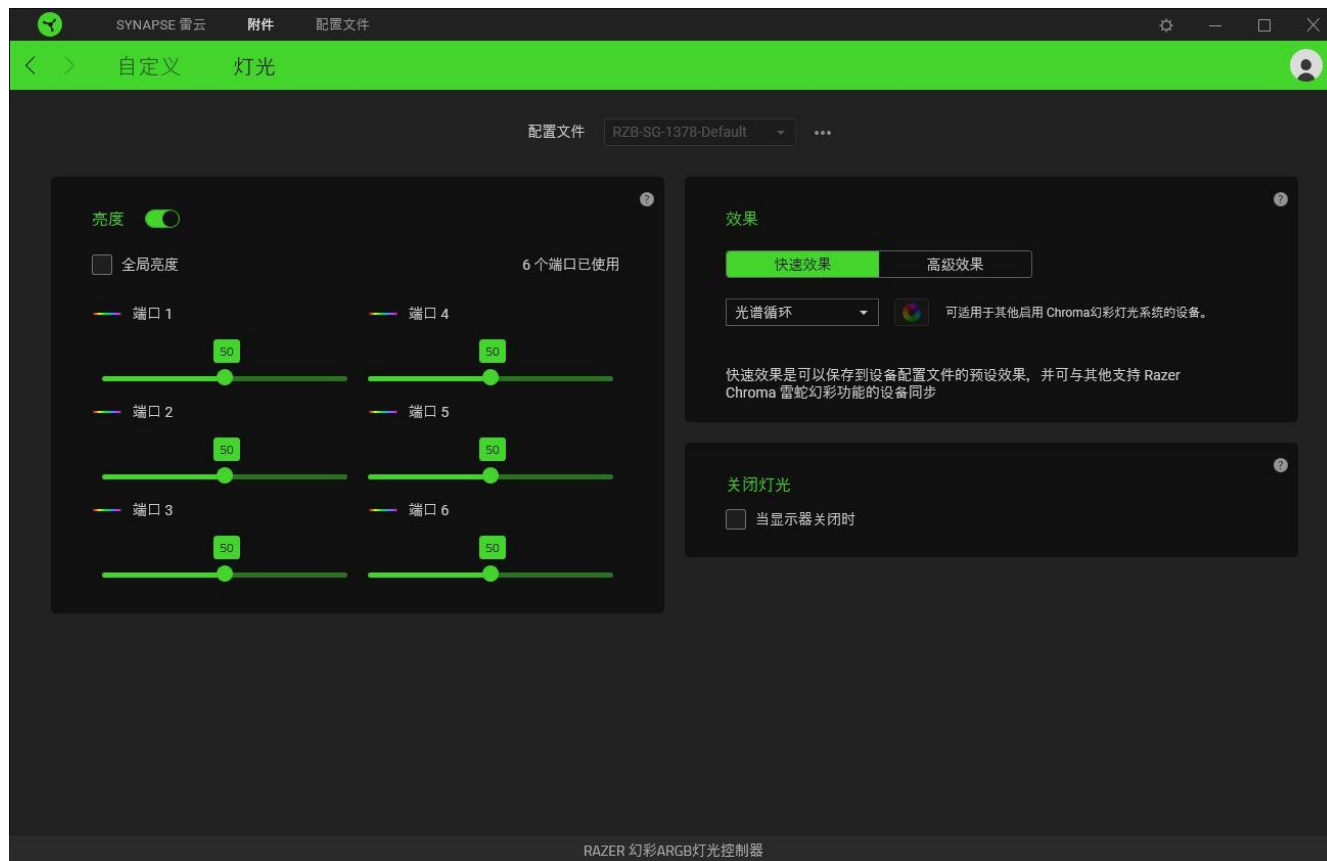 SYNAPSE 雷云 附件 配置文件
自定义 灯光
配置文件 RZB-SG-1378-Default
亮度
全局亮度 6 个端口已使用
端口 1 端口 4
50 50
端口 2 端口 5
50 50
端口 3 端口 6
50 50
效果
快速效果 高级效果
光谱循环 可适用于其他启用 Chroma幻彩灯光系统的设备。
快速效果是可以保存到设备配置文件的预设效果，并可与其他支持 Razer
Chroma 雷蛇幻彩功能的设备同步
关闭灯光
当显示器关闭时
RAZER 幻彩ARGB灯光控制器